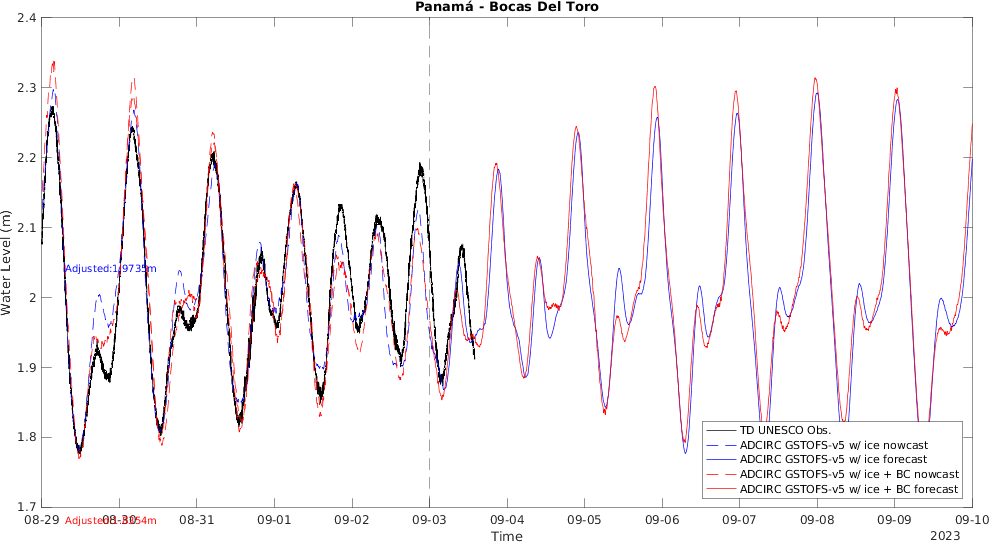 Panamá - Bocas Del Toro
2.4
2.3
2.2
2.1
2
1.9
1.8
1.7
Water Level (m)
Adjusted:1.9735m
TD UNESCO Obs.
ADCIRC GSTOFS-v5 w/ ice nowcast
ADCIRC GSTOFS-v5 w/ ice forecast
ADCIRC GSTOFS-v5 w/ ice + BC nowcast
ADCIRC GSTOFS-v5 w/ ice + BC forecast
08-29 08-30 08-31 09-01 09-02 09-03 09-04 09-05 09-06 09-07 09-08 09-09 09-10
Time
2023